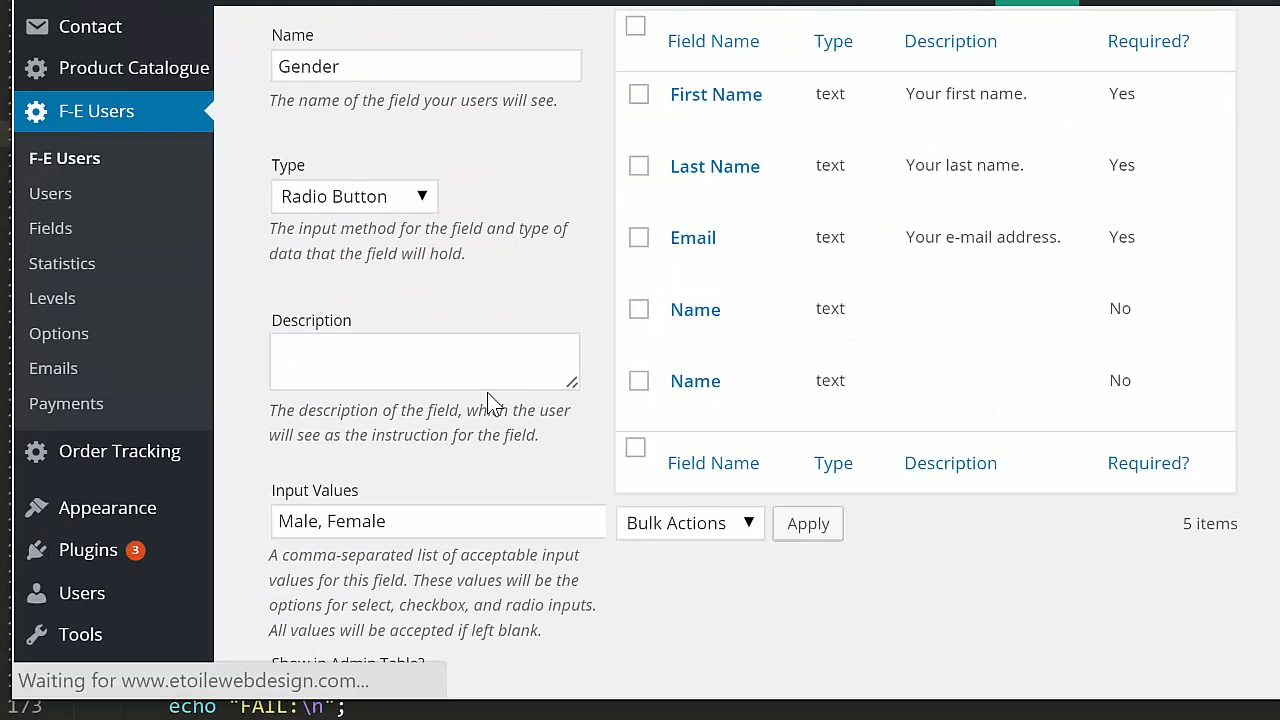 Contact
Product Catalogue
F-E Users
F-E Users
Users
Fields
Statistics
Levels
Options
Emails
Payments
Order Tracking
Appearance
Plugins 3
Users
Tools
Name
Gender
The name of the field your users will see.
Type
Radio Button
The input method for the field and type of
data that the field will hold.
Description
The description of the field, which the user
will see as the instruction for the field.
Input Values
Male, Female
A comma-separated list of acceptable input
values for this field. These values will be the
options for select, checkbox, and radio inputs.
All values will be accepted if left blank.
Show in Admin Table?
Field Name Type Description Required?
First Name text Your first name. Yes
Last Name text Your last name. Yes
Email text Your e-mail address. Yes
Name text No
Name text No
Field Name Type Description Required?
Bulk Actions Apply 5 items
Waiting for www.etoilewebdesign.com...
173 echo "FAIL:\n";